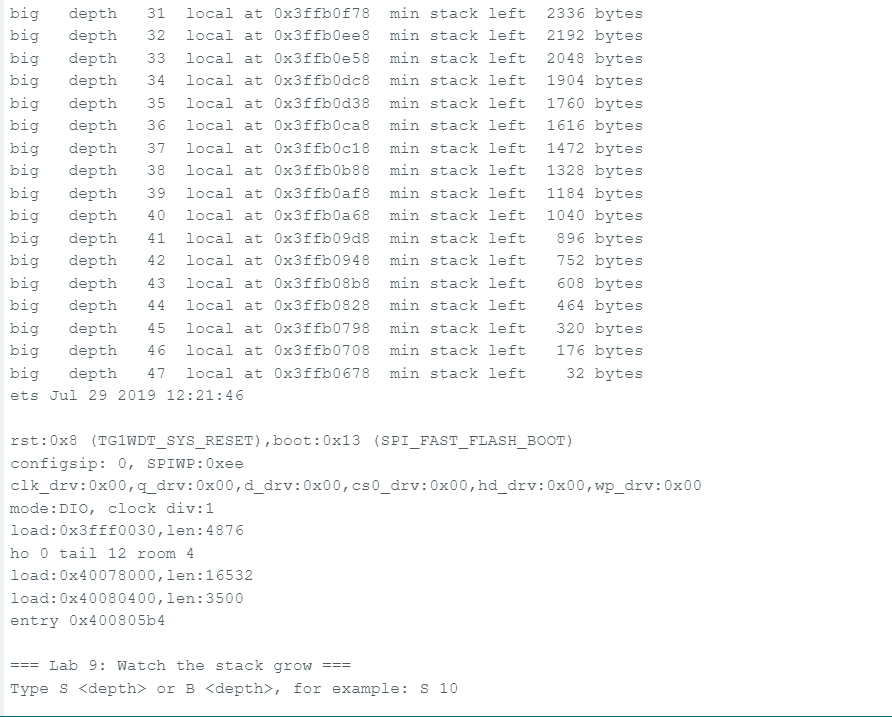 big   depth   31  local at 0x3ffb0f78  min stack left  2336 bytes
big   depth   32  local at 0x3ffb0ee8  min stack left  2192 bytes
big   depth   33  local at 0x3ffb0e58  min stack left  2048 bytes
big   depth   34  local at 0x3ffb0dc8  min stack left  1904 bytes
big   depth   35  local at 0x3ffb0d38  min stack left  1760 bytes
big   depth   36  local at 0x3ffb0ca8  min stack left  1616 bytes
big   depth   37  local at 0x3ffb0c18  min stack left  1472 bytes
big   depth   38  local at 0x3ffb0b88  min stack left  1328 bytes
big   depth   39  local at 0x3ffb0af8  min stack left  1184 bytes
big   depth   40  local at 0x3ffb0a68  min stack left  1040 bytes
big   depth   41  local at 0x3ffb09d8  min stack left   896 bytes
big   depth   42  local at 0x3ffb0948  min stack left   752 bytes
big   depth   43  local at 0x3ffb08b8  min stack left   608 bytes
big   depth   44  local at 0x3ffb0828  min stack left   464 bytes
big   depth   45  local at 0x3ffb0798  min stack left   320 bytes
big   depth   46  local at 0x3ffb0708  min stack left   176 bytes
big   depth   47  local at 0x3ffb0678  min stack left    32 bytes
ets Jul 29 2019 12:21:46

rst:0x8 (TG1WDT_SYS_RESET),boot:0x13 (SPI_FAST_FLASH_BOOT)
configsip: 0, SPIWP:0xee
clk_drv:0x00,q_drv:0x00,d_drv:0x00,cs0_drv:0x00,hd_drv:0x00,wp_drv:0x00
mode:DIO, clock div:1
load:0x3fff0030,len:4876
ho 0 tail 12 room 4
load:0x40078000,len:16532
load:0x40080400,len:3500
entry 0x400805b4

=== Lab 9: Watch the stack grow ===
Type S <depth> or B <depth>, for example: S 10